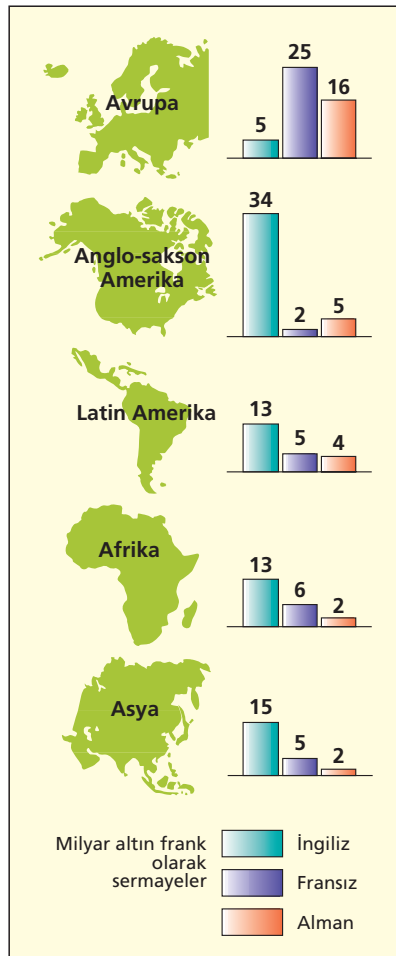 25
16
5
Avrupa
34
Anglo-sakson
Amerika
2
5
Latin Amerika
13
5
4
Afrika
13
6
2
Asya
15
5
2
Milyar altın frank
olarak
sermayeler
İngiliz
Fransız
Alman